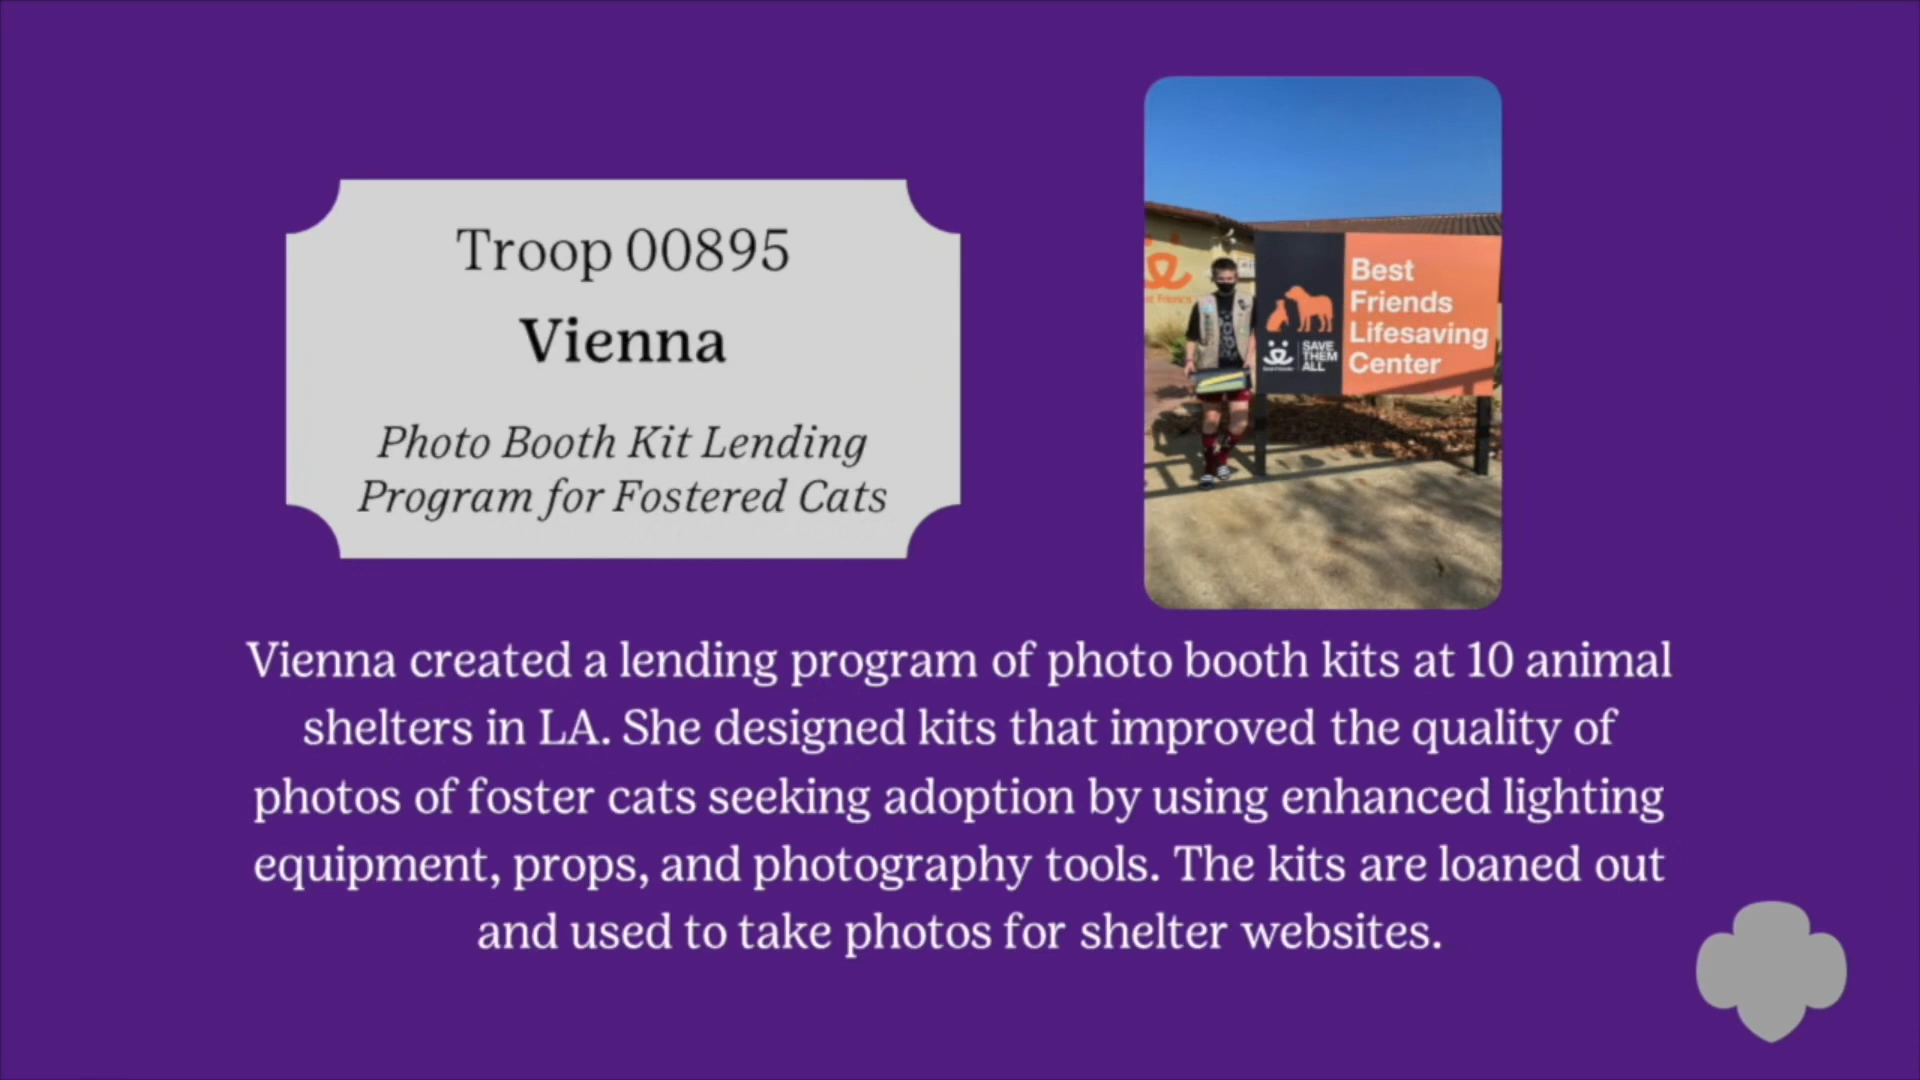 Troop 00895
Vienna
Photo Booth Kit Lending
Program for Fostered Cats
Best
Friends
Lifesaving
Center
SAVE
THEM
ALL
Vienna created a lending program of photo booth kits at 10 animal
shelters in LA. She designed kits that improved the quality of
photos of foster cats seeking adoption by using enhanced lighting
equipment, props, and photography tools. The kits are loaned out
and used to take photos for shelter websites.